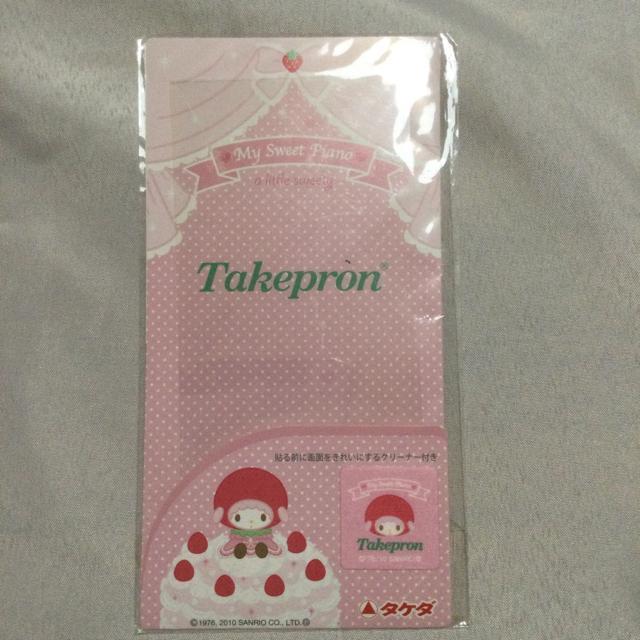 My Sweet Piano
a little sweety
Takepron®
貼る前に画面をきれいにするクリーナー付き
My Sweet Piano
Takepron
©1976, 2010 SANRIO CO., LTD. Ⓟ
タケダ